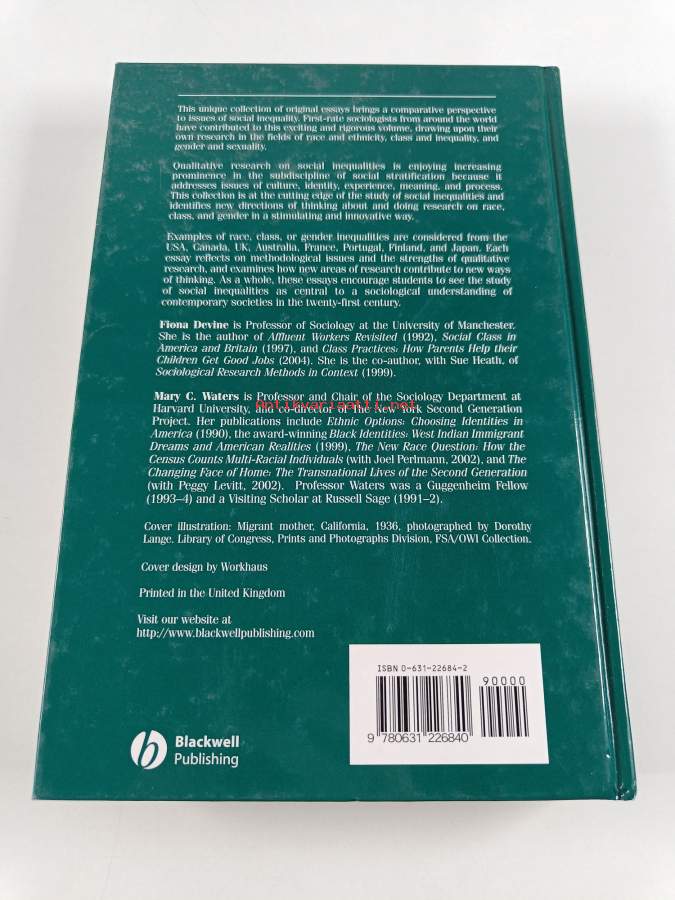 This unique collection of original essays brings a comparative perspective
to issues of social inequality. First-rate sociologists from around the world
have contributed to this exciting and rigorous volume, drawing upon their
own research in the fields of race and ethnicity, class and inequality, and
gender and sexuality.
Qualitative research on social inequalities is enjoying increasing
prominence in the subdiscipline of social stratification because it
addresses issues of culture, identity, experience, meaning, and process.
This collection is at the cutting edge of the study of social inequalities and
identifies new directions of thinking about and doing research on race,
class, and gender in a stimulating and innovative way.
Examples of race, class, or gender inequalities are considered from the
USA, Canada, UK, Australia, France, Portugal, Finland, and Japan. Each
essay reflects on methodological issues and the strengths of qualitative
research, and examines how new areas of research contribute to new ways
of thinking. As a whole, these essays encourage students to see the study
of social inequalities as central to a sociological understanding of
contemporary societies in the twenty-first century.
Fiona Devine is Professor of Sociology at the University of Manchester.
She is the author of Affluent Workers Revisited (1992), Social Class in
America and Britain (1997), and Class Practices: How Parents Help their
Children Get Good Jobs (2004). She is the co-author, with Sue Heath, of
Sociological Research Methods in Context (1999).
Mary C. Waters is Professor and Chair of the Sociology Department at
Harvard University, and co-director of The New York Second Generation
Antikvariaatti.net
Project. Her publications include Ethnic Options: Choosing Identities in
America (1990), the award-winning Black Identities: West Indian Immigrant
Dreams and American Realities (1999), The New Race Question: How the
Census Counts Multi-Racial Individuals (with Joel Perlmann, 2002), and The
Changing Face of Home: The Transnational Lives of the Second Generation
(with Peggy Levitt, 2002). Professor Waters was a Guggenheim Fellow
(1993–4) and a Visiting Scholar at Russell Sage (1991–2).
Cover illustration: Migrant mother, California, 1936, photographed by Dorothy
Lange. Library of Congress, Prints and Photographs Division, FSA/OWI Collection.
Cover design by Workhaus
Printed in the United Kingdom
Visit our website at
http://www.blackwellpublishing.com
ISBN 0-631-22684-2
90000
9 780631 226840
Blackwell
Publishing